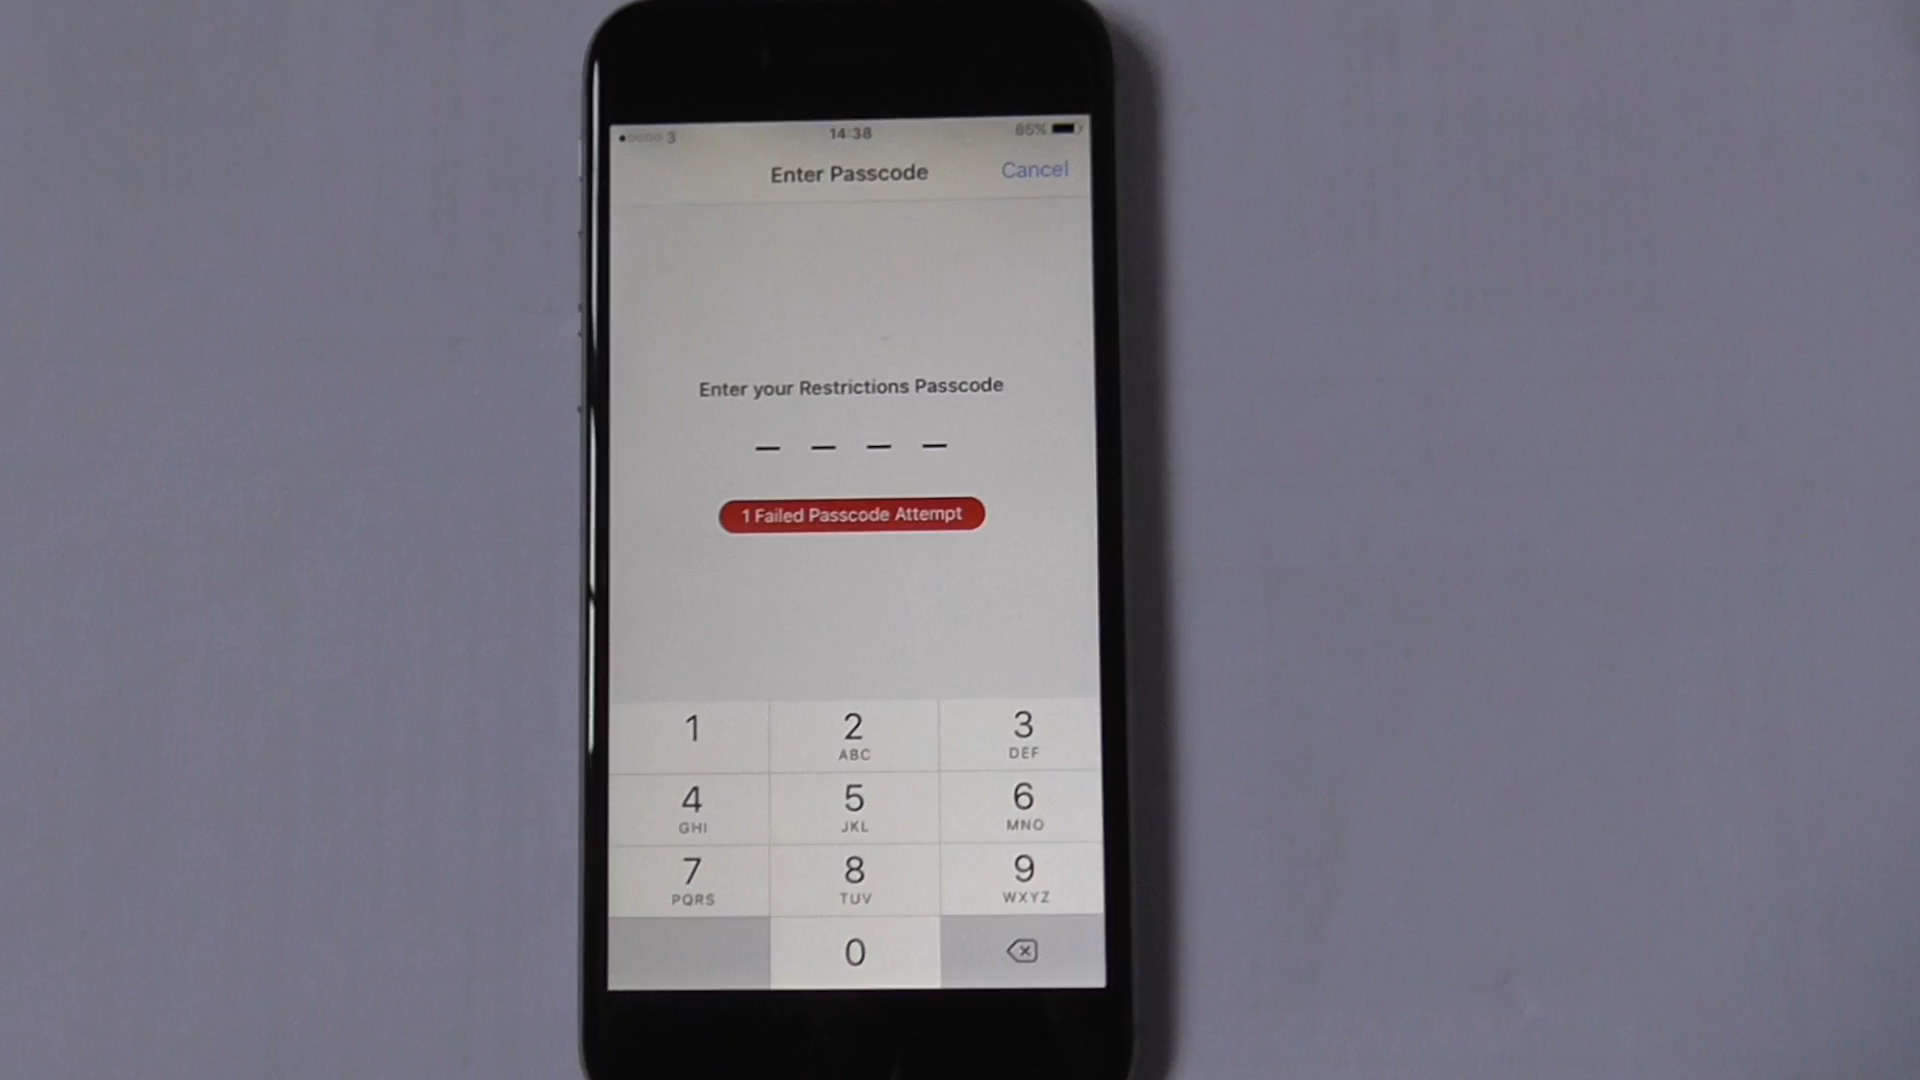 3 14:38 85%
Enter Passcode Cancel
Enter your Restrictions Passcode
1 Failed Passcode Attempt
1 2 3
ABC DEF
4 5 6
GHI JKL MNO
7 8 9
PQRS TUV WXYZ
0